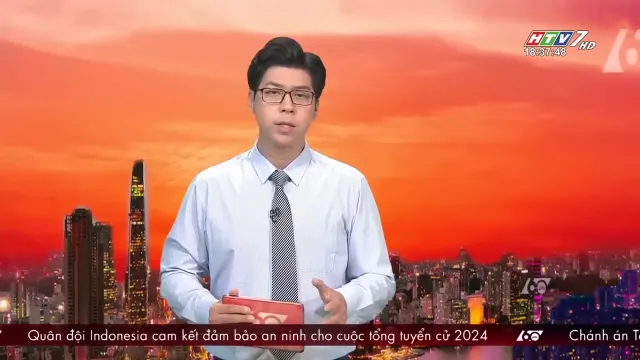 HTV7 HD
18:37:48
Quân đội Indonesia cam kết đảm bảo an ninh cho cuộc tổng tuyển cử 2024 60 Chánh án T